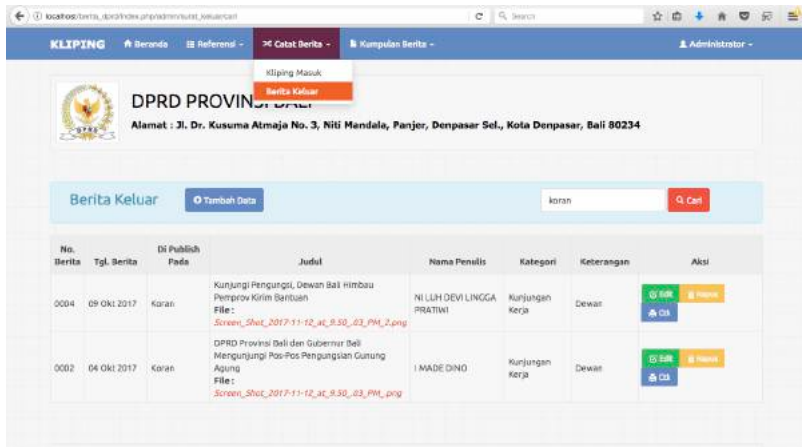 localhost/berita_dprd/index.php/admin/surat_keluar/cari
Search
KLIPING Beranda Referensi Catat Berita Kumpulan Berita Administrator
Kliping Masuk
Berita Keluar
DPRD PROVINSI BALI
Alamat : Jl. Dr. Kusuma Atmaja No. 3, Niti Mandala, Panjer, Denpasar Sel., Kota Denpasar, Bali 80234
DPRD
Berita Keluar Tambah Data koran Cari
No. Berita Tgl. Berita Di Publish Pada Judul Nama Penulis Kategori Keterangan Aksi
0004 09 Okt 2017 Koran Kunjungi Pengungsi, Dewan Bali Himbau
Pemprov Kirim Bantuan
File :
Screen_Shot_2017-11-12_at_9.50_.03_PM_2.png
NI LUH DEVI LINGGA
PRATIWI
Kunjungan
Kerja
Dewan
Edit Hapus
Ctk
0002 04 Okt 2017 Koran DPRD Provinsi Bali dan Gubernur Bali
Mengunjungi Pos-Pos Pengungsian Gunung
Agung
File :
Screen_Shot_2017-11-12_at_9.50_.03_PM_.png
I MADE DINO
Kunjungan
Kerja
Dewan
Edit Hapus
Ctk